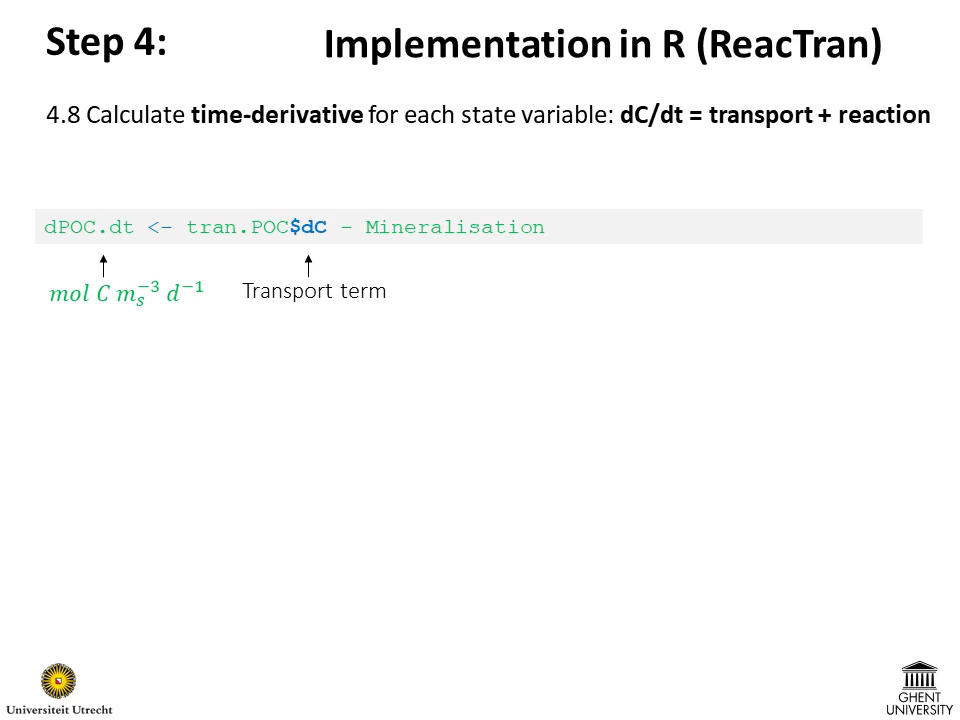 Step 4: Implementation in R (ReacTran)
4.8 Calculate time-derivative for each state variable: dC/dt = transport + reaction
dPOC.dt <- tran.POC$dC - Mineralisation
mol C m_s^{-3} d^{-1} Transport term
Universiteit Utrecht
GHENT
UNIVERSITY